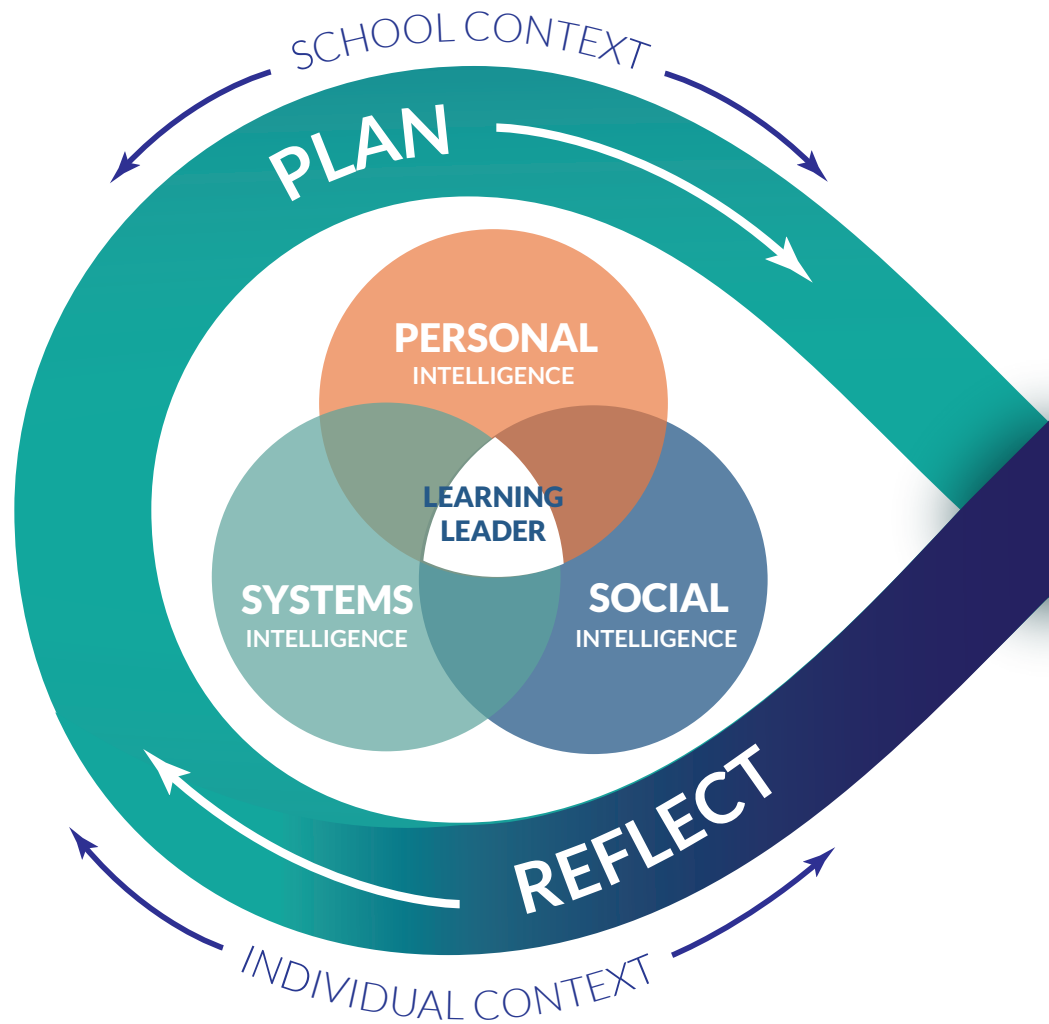 SCHOOL CONTEXT
PLAN
PERSONAL
INTELLIGENCE
LEARNING
LEADER
SYSTEMS
INTELLIGENCE
SOCIAL
INTELLIGENCE
REFLECT
INDIVIDUAL CONTEXT